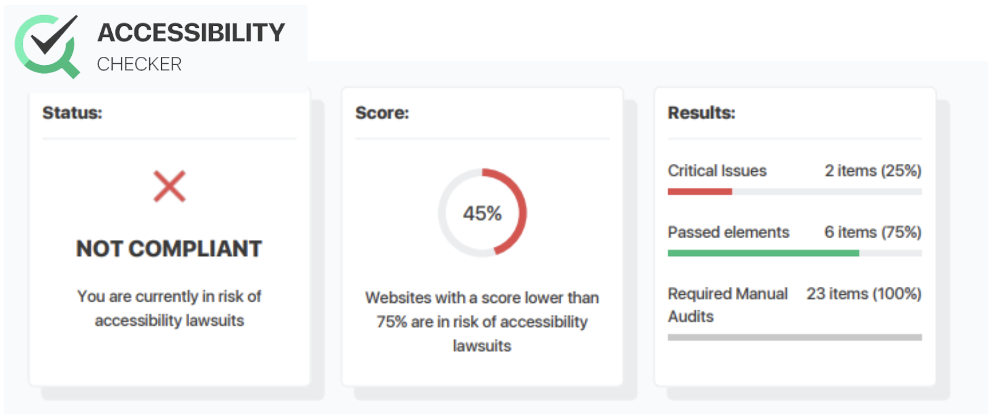 ACCESSIBILITY
CHECKER
Status:
NOT COMPLIANT
You are currently in risk of
accessibility lawsuits
Score:
45%
Websites with a score lower than
75% are in risk of accessibility
lawsuits
Results:
Critical Issues 2 items (25%)
Passed elements 6 items (75%)
Required Manual 23 items (100%)
Audits